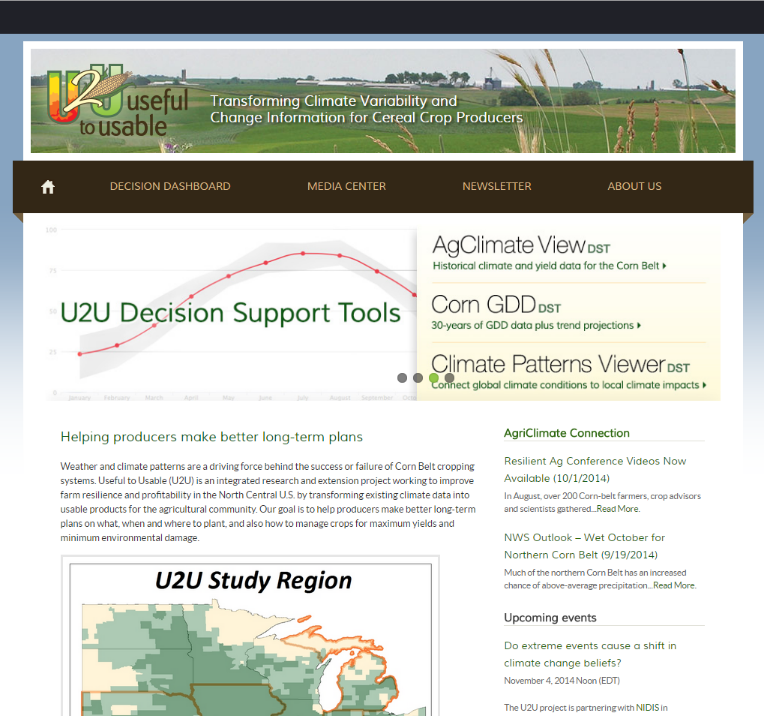 U2U useful
to usable
Transforming Climate Variability and
Change Information for Cereal Crop Producers
DECISION DASHBOARD MEDIA CENTER NEWSLETTER ABOUT US
100
75
50
25
0
January February March April May June July August September
U2U Decision Support Tools
AgClimate View DST
Historical climate and yield data for the Corn Belt
Corn GDD DST
30-years of GDD data plus trend projections
Climate Patterns Viewer DST
Connect global climate conditions to local climate impacts
Helping producers make better long-term plans
Weather and climate patterns are a driving force behind the success or failure of Corn Belt cropping
systems. Useful to Usable (U2U) is an integrated research and extension project working to improve
farm resilience and profitability in the North Central U.S. by transforming existing climate data into
usable products for the agricultural community. Our goal is to help producers make better long-term
plans on what, when and where to plant, and also how to manage crops for maximum yields and
minimum environmental damage.
U2U Study Region
AgriClimate Connection
Resilient Ag Conference Videos Now
Available (10/1/2014)
In August, over 200 Corn-belt farmers, crop advisors
and scientists gathered...Read More.
NWS Outlook – Wet October for
Northern Corn Belt (9/19/2014)
Much of the northern Corn Belt has an increased
chance of above-average precipitation...Read More.
Upcoming events
Do extreme events cause a shift in
climate change beliefs?
November 4, 2014 Noon (EDT)
The U2U project is partnering with NIDIS in